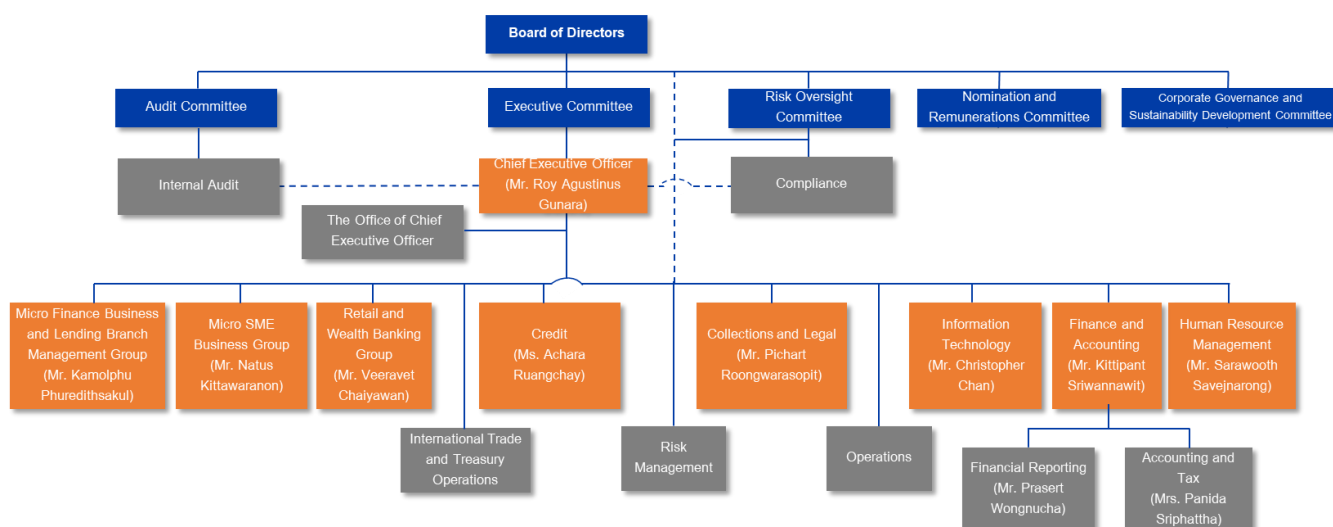 Board of Directors
Audit Committee
Executive Committee
Risk Oversight
Committee
Nomination and
Remunerations Committee
Corporate Governance and
Sustainability Development Committee
Internal Audit
Chief Executive Officer
(Mr. Roy Agustinus
Gunara)
Compliance
The Office of Chief
Executive Officer
Micro Finance Business
and Lending Branch
Management Group
(Mr. Kamolphu
Phuredithsakul)
Micro SME
Business Group
(Mr. Natus
Kittawaranon)
Retail and
Wealth Banking
Group
(Mr. Veeravet
Chaiyawan)
Credit
(Ms. Achara
Ruangchay)
Collections and Legal
(Mr. Pichart
Roongwarasopit)
Information
Technology
(Mr. Christopher
Chan)
Finance and
Accounting
(Mr. Kittipant
Sriwannawit)
Human Resource
Management
(Mr. Sarawooth
Savejnarong)
International Trade
and Treasury
Operations
Risk
Management
Operations
Financial Reporting
(Mr. Prasert
Wongnucha)
Accounting and
Tax
(Mrs. Panida
Sriphattha)